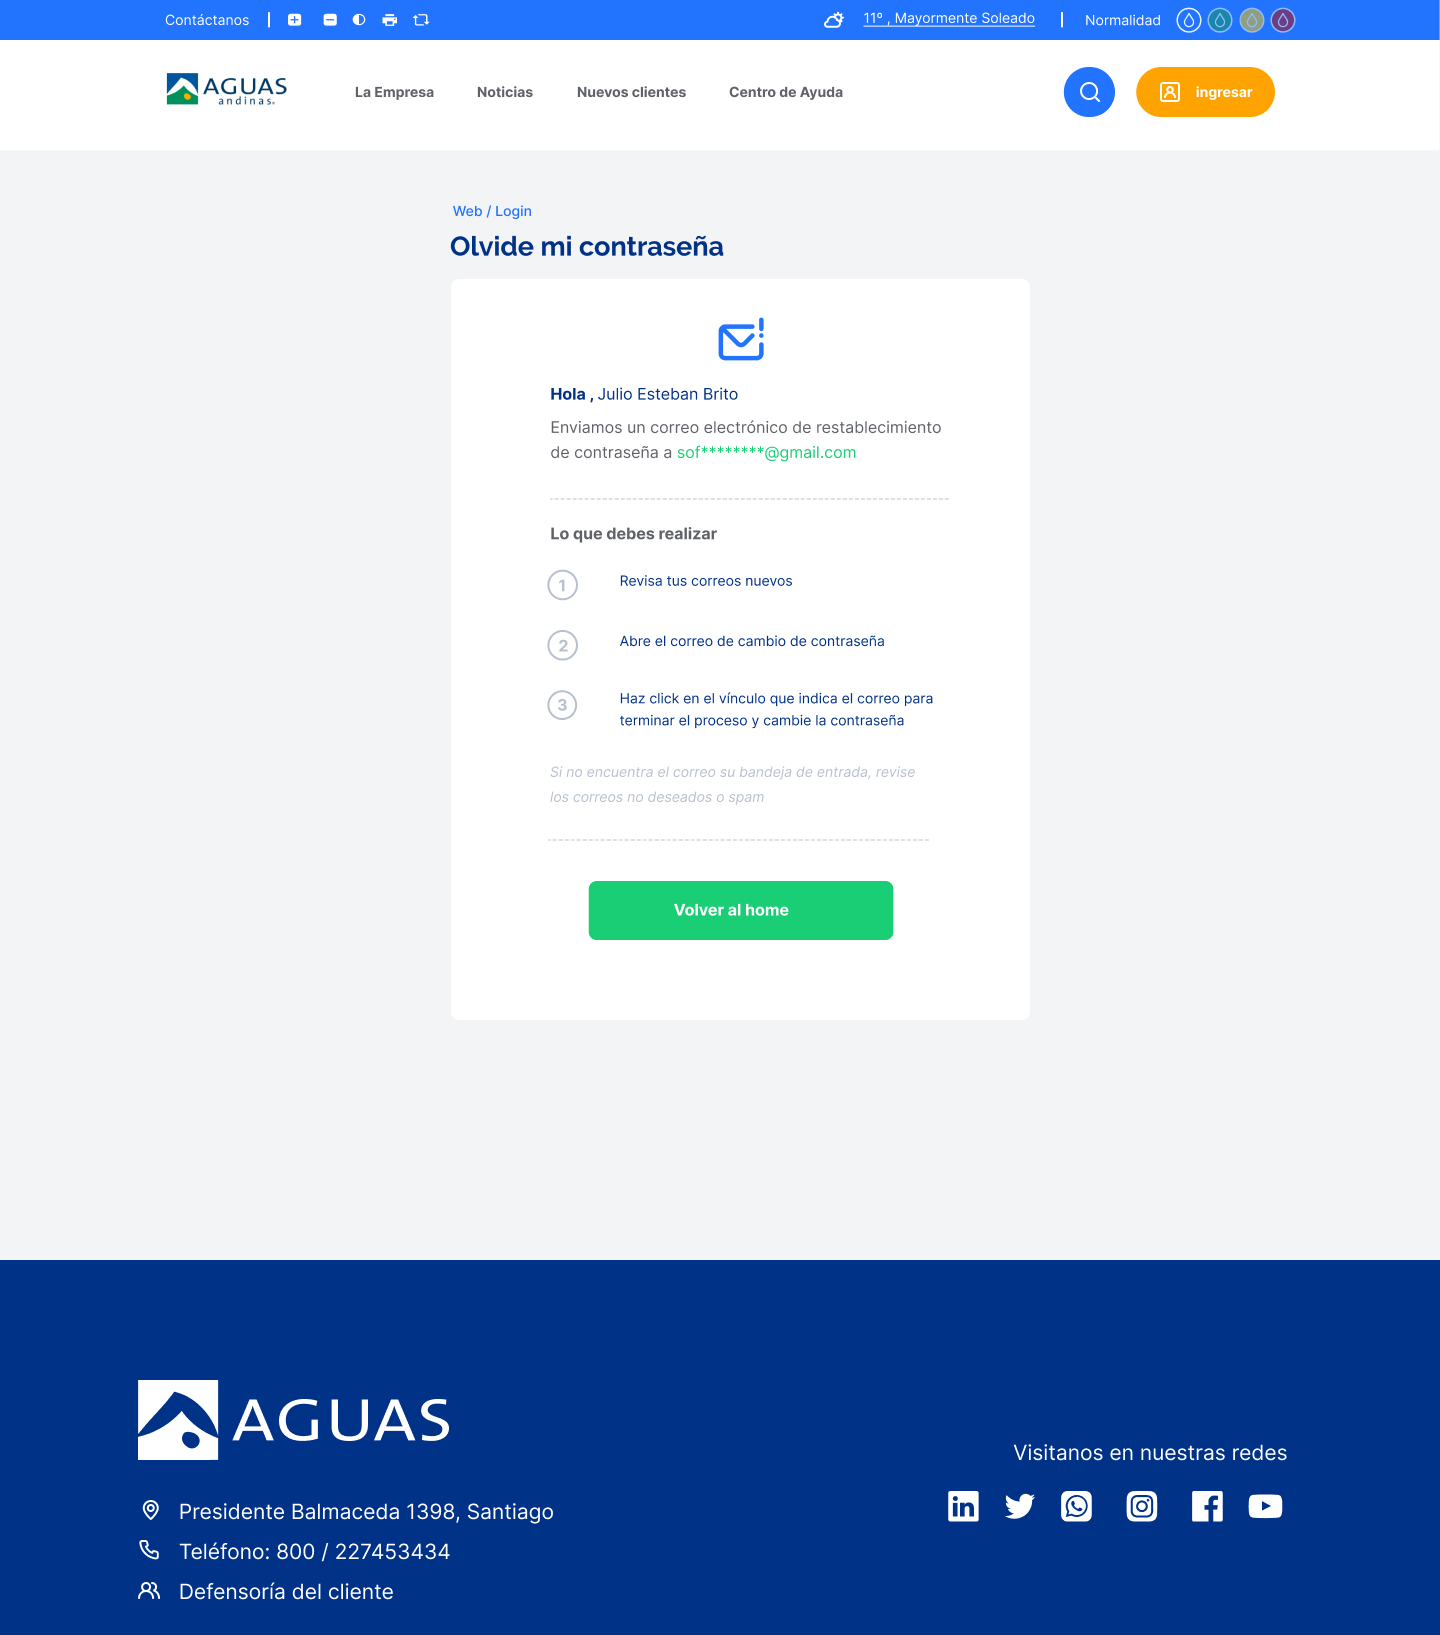 Contáctanos
11º , Mayormente Soleado
Normalidad
AGUAS
andinas.
La Empresa
Noticias
Nuevos clientes
Centro de Ayuda
ingresar
Web / Login
Olvide mi contraseña
Hola , Julio Esteban Brito
Enviamos un correo electrónico de restablecimiento
de contraseña a sof********@gmail.com
Lo que debes realizar
1
Revisa tus correos nuevos
2
Abre el correo de cambio de contraseña
3
Haz click en el vínculo que indica el correo para
terminar el proceso y cambie la contraseña
Si no encuentra el correo su bandeja de entrada, revise
los correos no deseados o spam
Volver al home
AGUAS
Visitanos en nuestras redes
Presidente Balmaceda 1398, Santiago
Teléfono: 800 / 227453434
Defensoría del cliente